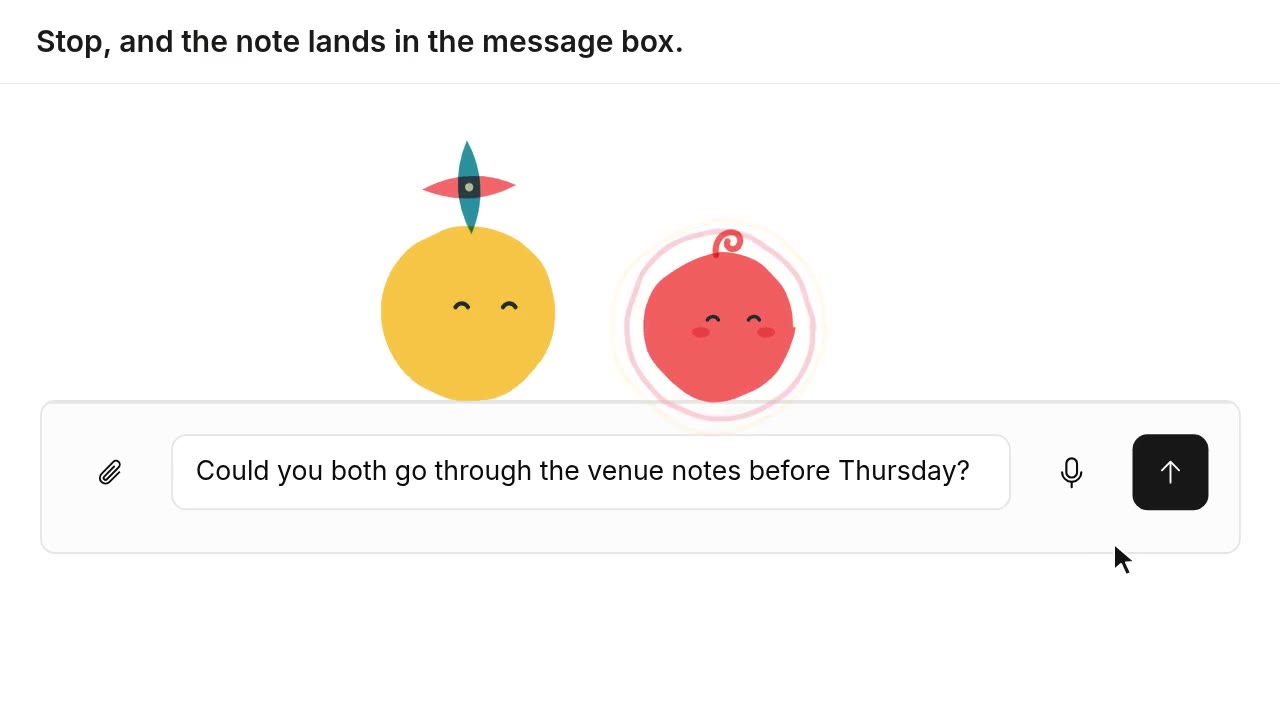 Stop, and the note lands in the message box.
Could you both go through the venue notes before Thursday?